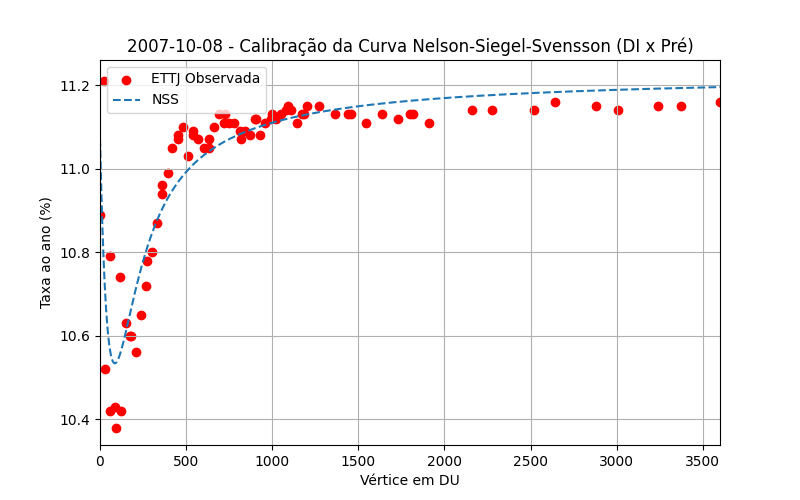 2007-10-08 - Calibração da Curva Nelson-Siegel-Svensson (DI x Pré)
ETTJ Observada
NSS
Taxa ao ano (%)
11.2
11.0
10.8
10.6
10.4
0 500 1000 1500 2000 2500 3000 3500
Vértice em DU